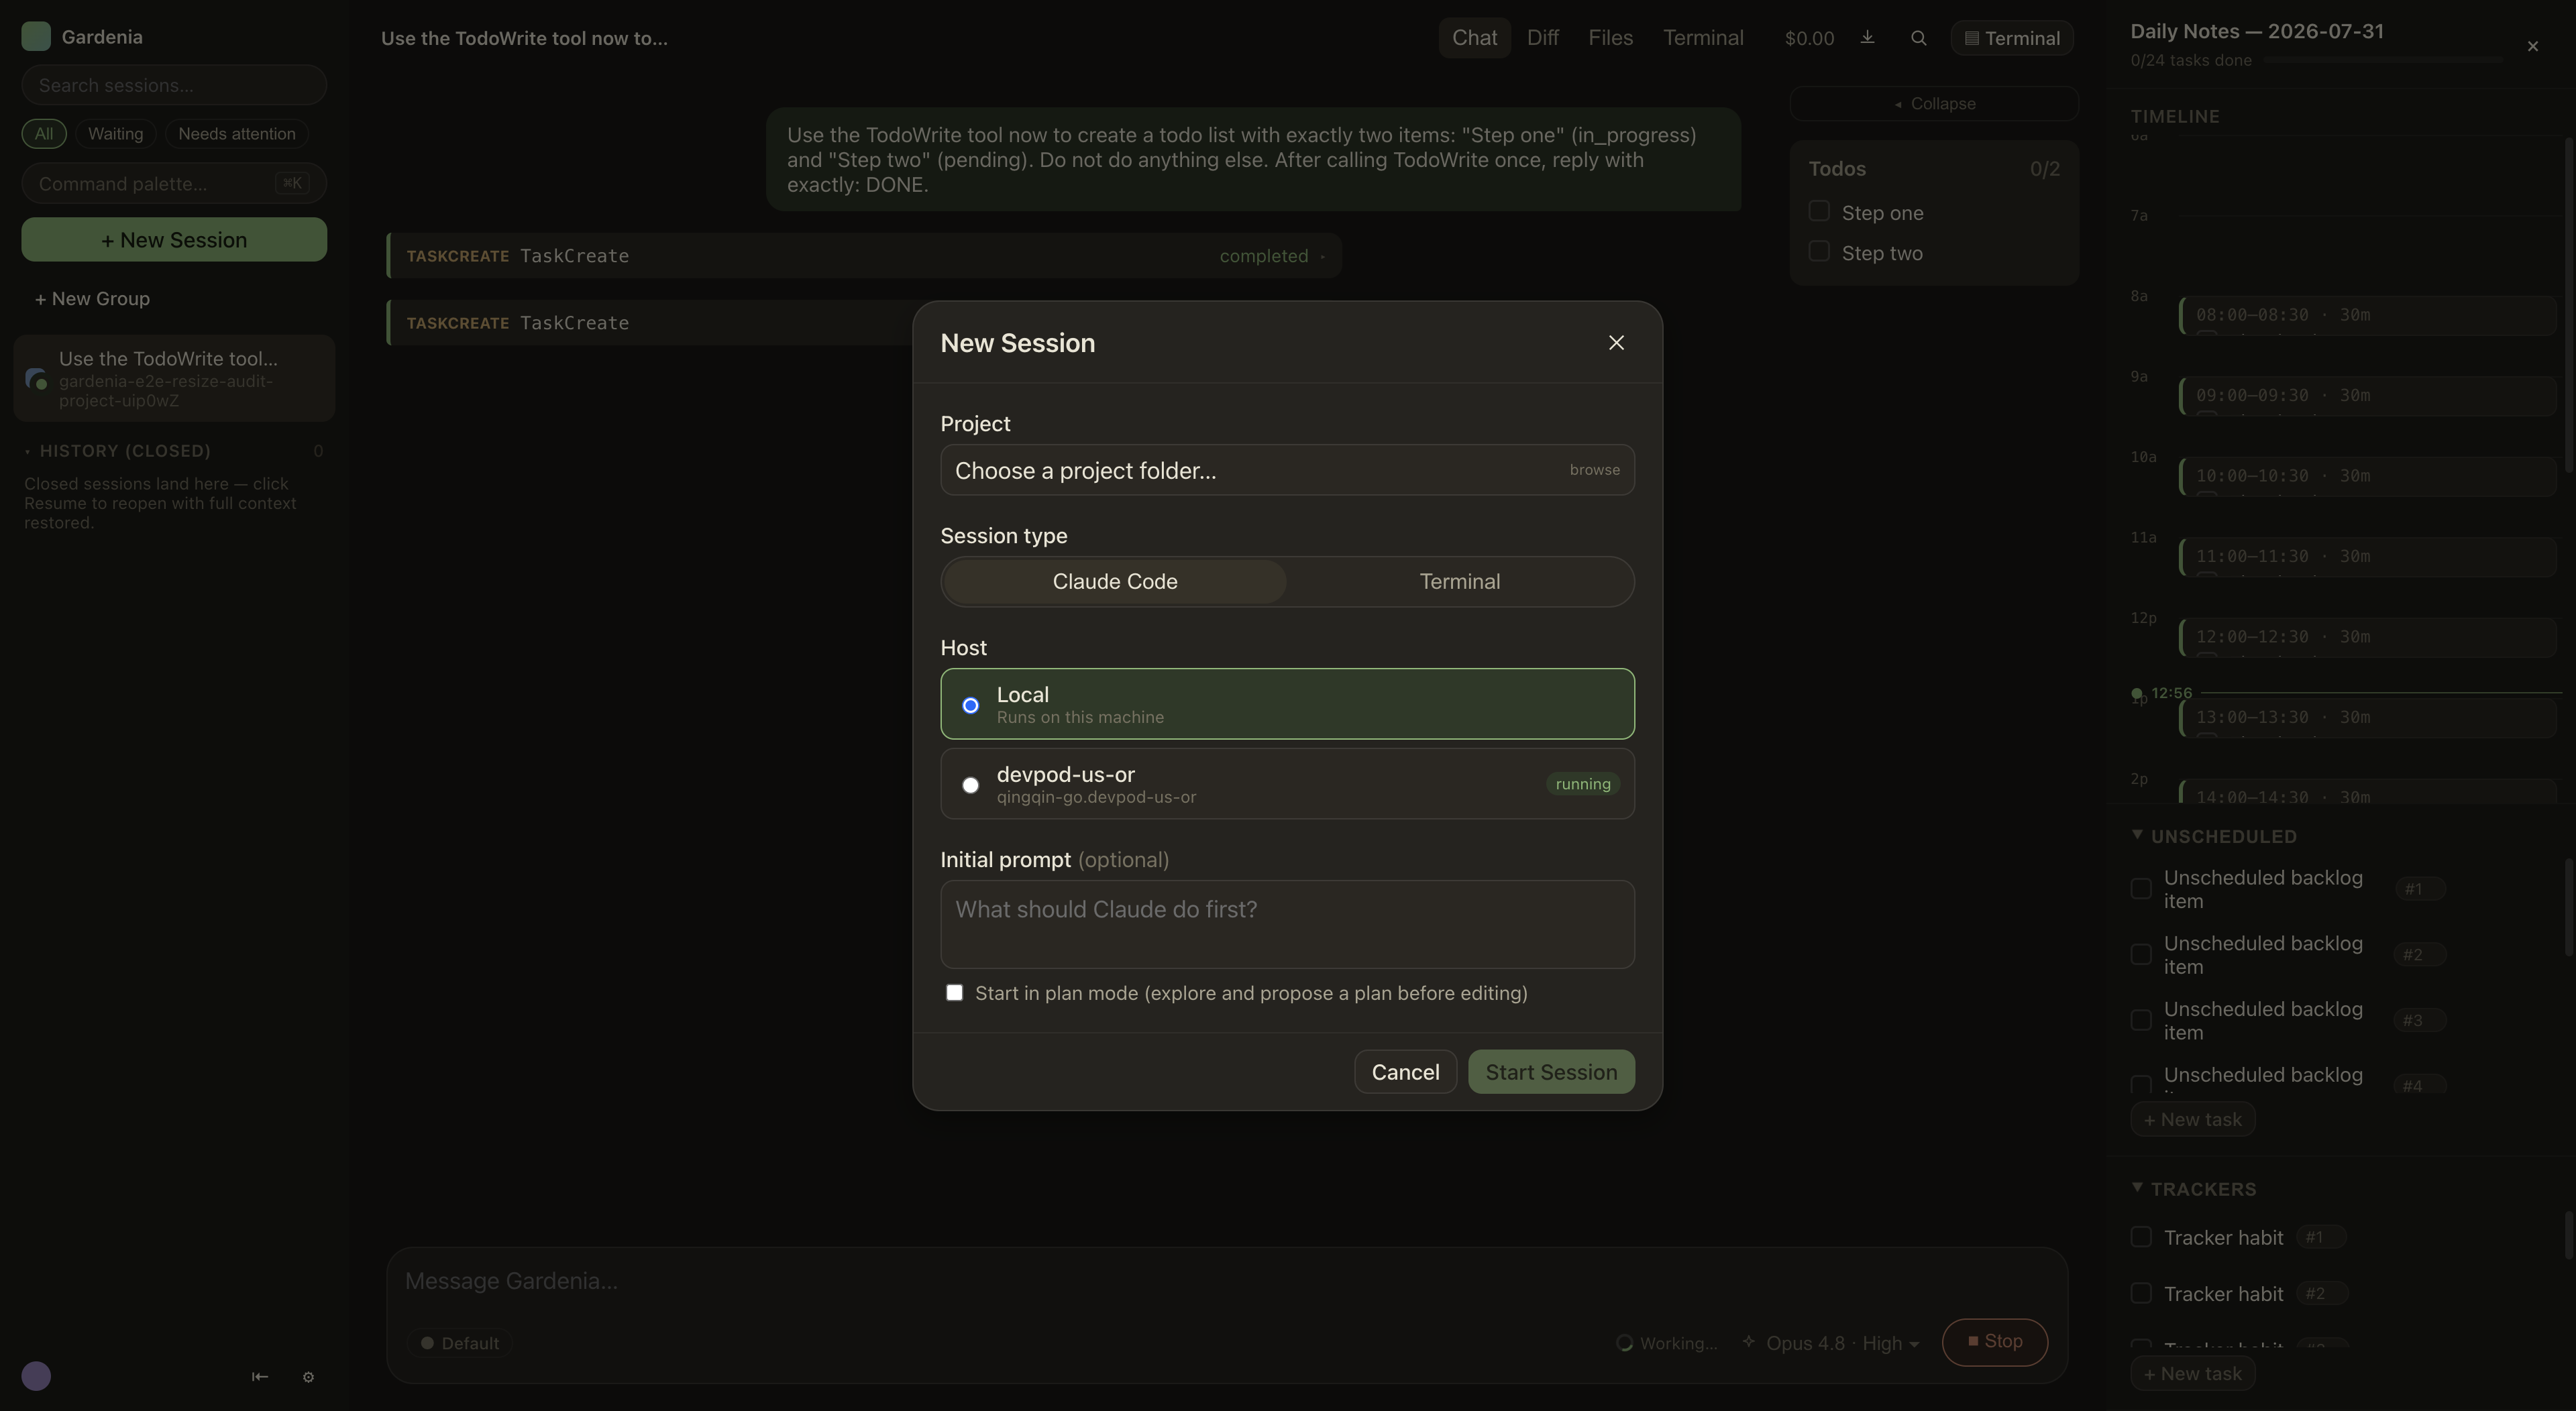 Gardenia
Search sessions...
All
Waiting
Needs attention
Command palette...
⌘K
+ New Session
+ New Group
Use the TodoWrite tool...
gardenia-e2e-resize-audit-
project-uip0wZ
HISTORY (CLOSED)
0
Closed sessions land here — click
Resume to reopen with full context
restored.
Use the TodoWrite tool now to...
Chat
Diff
Files
Terminal
$0.00
Terminal
Use the TodoWrite tool now to create a todo list with exactly two items: "Step one" (in_progress)
and "Step two" (pending). Do not do anything else. After calling TodoWrite once, reply with
exactly: DONE.
TASKCREATE TaskCreate
completed
TASKCREATE TaskCreate
Collapse
Todos
0/2
Step one
Step two
New Session
Project
Choose a project folder...
browse
Session type
Claude Code
Terminal
Host
Local
Runs on this machine
devpod-us-or
qingqin-go.devpod-us-or
running
Initial prompt (optional)
What should Claude do first?
Start in plan mode (explore and propose a plan before editing)
Cancel
Start Session
Message Gardenia...
Default
Working...
Opus 4.8 · High
Stop
Daily Notes — 2026-07-31
0/24 tasks done
TIMELINE
7a
8a
08:00–08:30 · 30m
9a
09:00–09:30 · 30m
10a
10:00–10:30 · 30m
11a
11:00–11:30 · 30m
12p
12:00–12:30 · 30m
12:56
1p
13:00–13:30 · 30m
2p
14:00–14:30 · 30m
UNSCHEDULED
Unscheduled backlog
item
#1
Unscheduled backlog
item
#2
Unscheduled backlog
item
#3
Unscheduled backlog
#4
+ New task
TRACKERS
Tracker habit
#1
Tracker habit
#2
+ New task